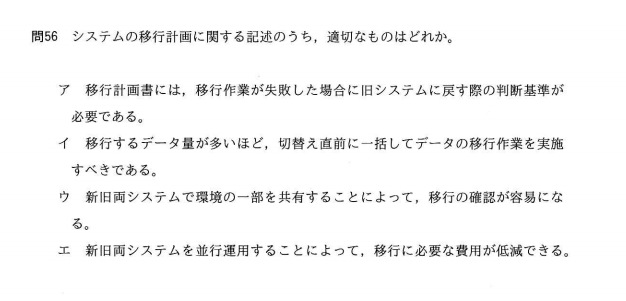 問56 システムの移行計画に関する記述のうち，適切なものはどれか。
ア 移行計画書には，移行作業が失敗した場合に旧システムに戻す際の判断基準が
必要である。
イ 移行するデータ量が多いほど，切替え直前に一括してデータの移行作業を実施
すべきである。
ウ 新旧両システムで環境の一部を共有することによって，移行の確認が容易にな
る。
エ 新旧両システムを並行運用することによって，移行に必要な費用が低減できる。